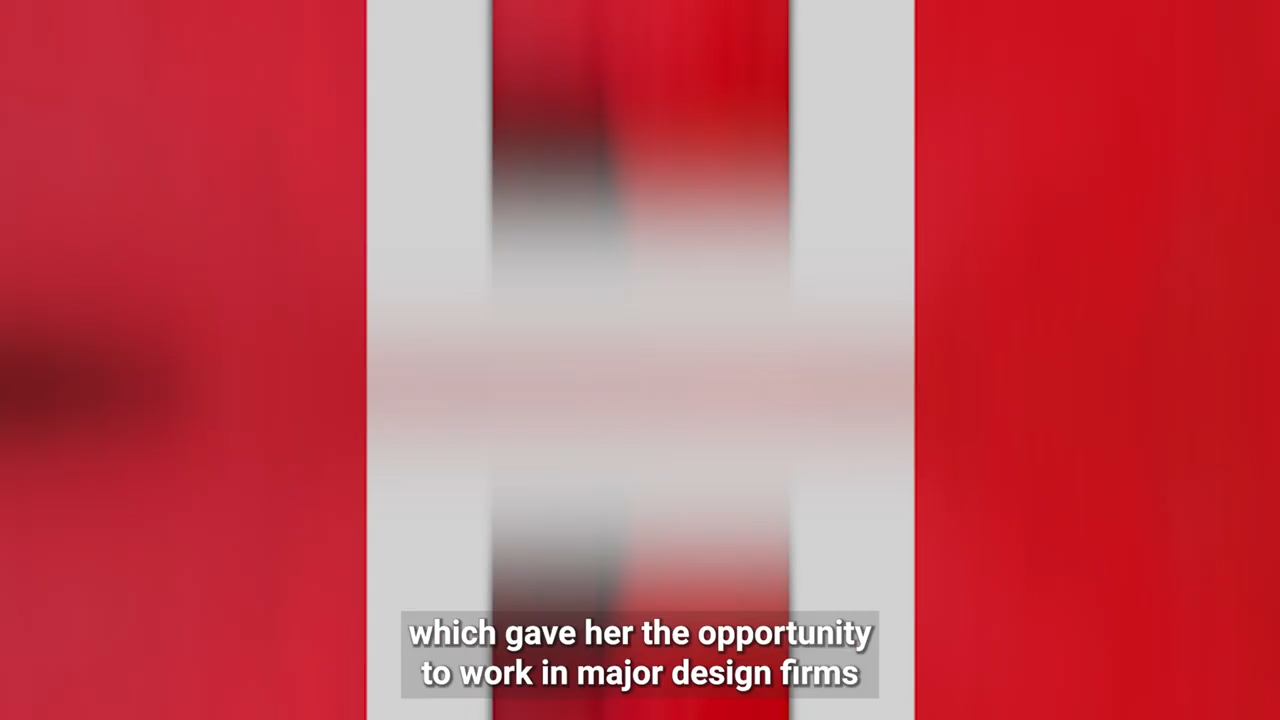 which gave her the opportunity
to work in major design firms